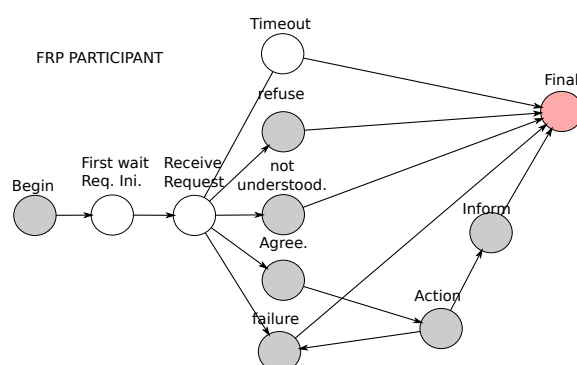 Timeout
FRP PARTICIPANT
Final
refuse
First wait
Req. Ini.
Receive
Request
not
understood.
Begin
Inform
Agree.
Action
failure